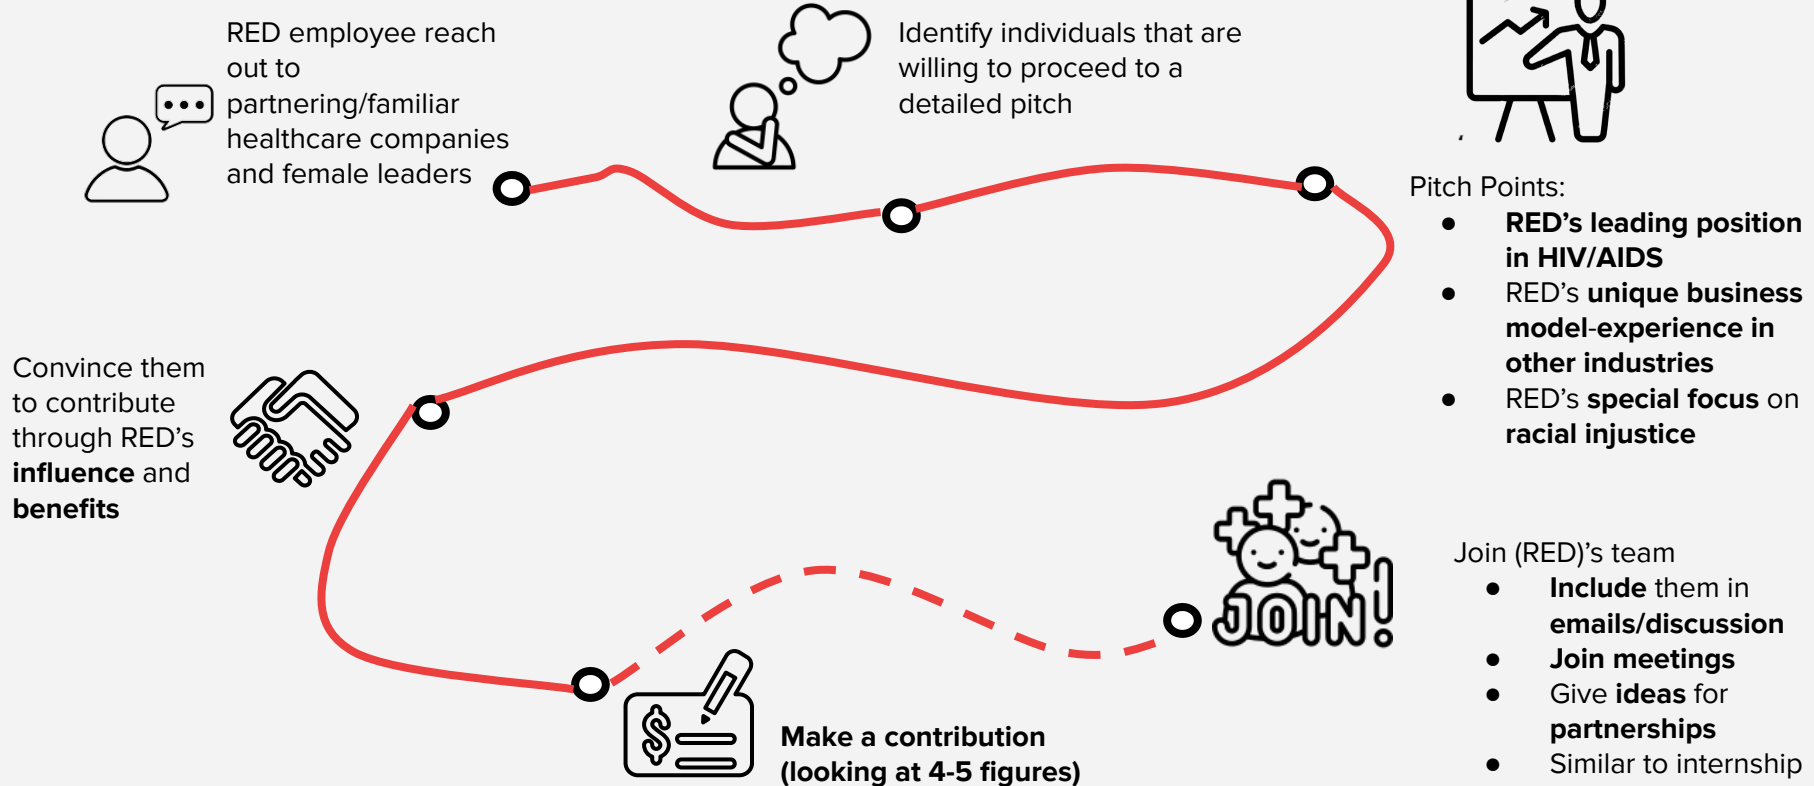 RED employee reach
out to
partnering/familiar
healthcare companies
and female leaders
Identify individuals that are
willing to proceed to a
detailed pitch
Pitch Points:
● RED’s leading position
in HIV/AIDS
● RED’s unique business
model-experience in
other industries
● RED’s special focus on
racial injustice
Convince them
to contribute
through RED’s
influence and
benefits
$
Make a contribution
(looking at 4-5 figures)
JOIN!
Join (RED)’s team
● Include them in
emails/discussion
● Join meetings
● Give ideas for
partnerships
● Similar to internship